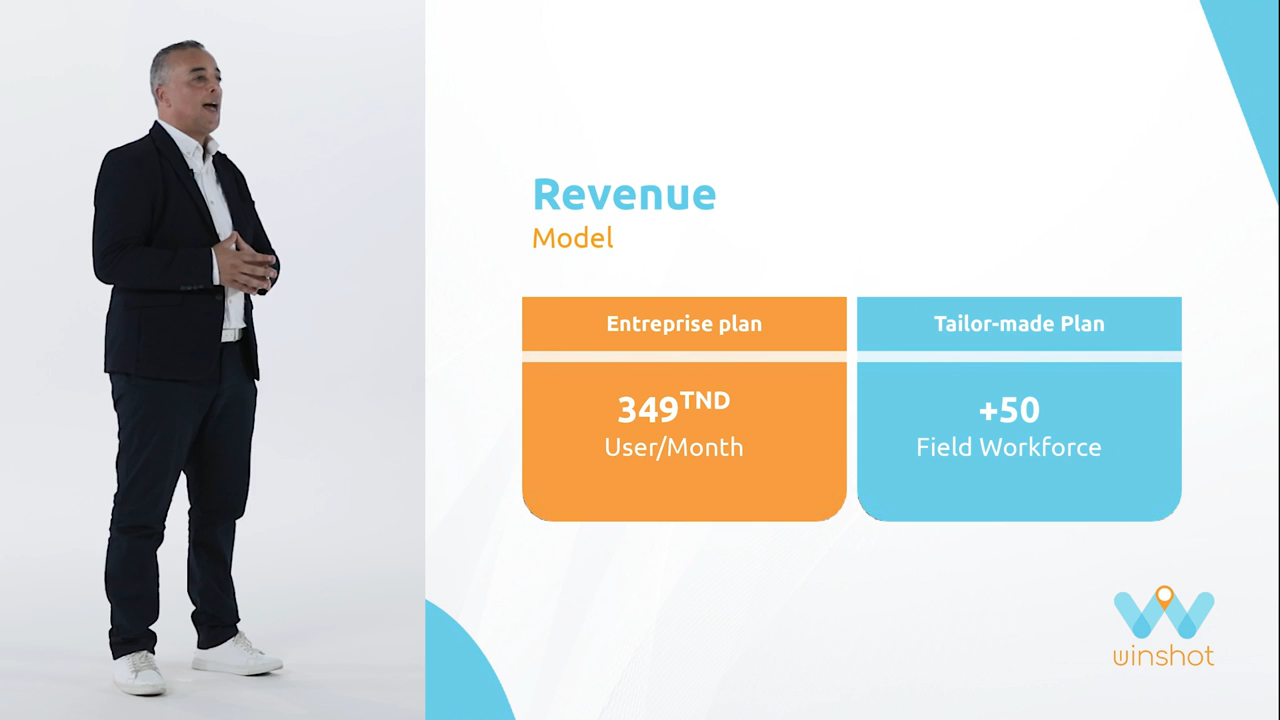 Revenue
Model
Entreprise plan
349TND
User/Month
Tailor-made Plan
+50
Field Workforce
winshot